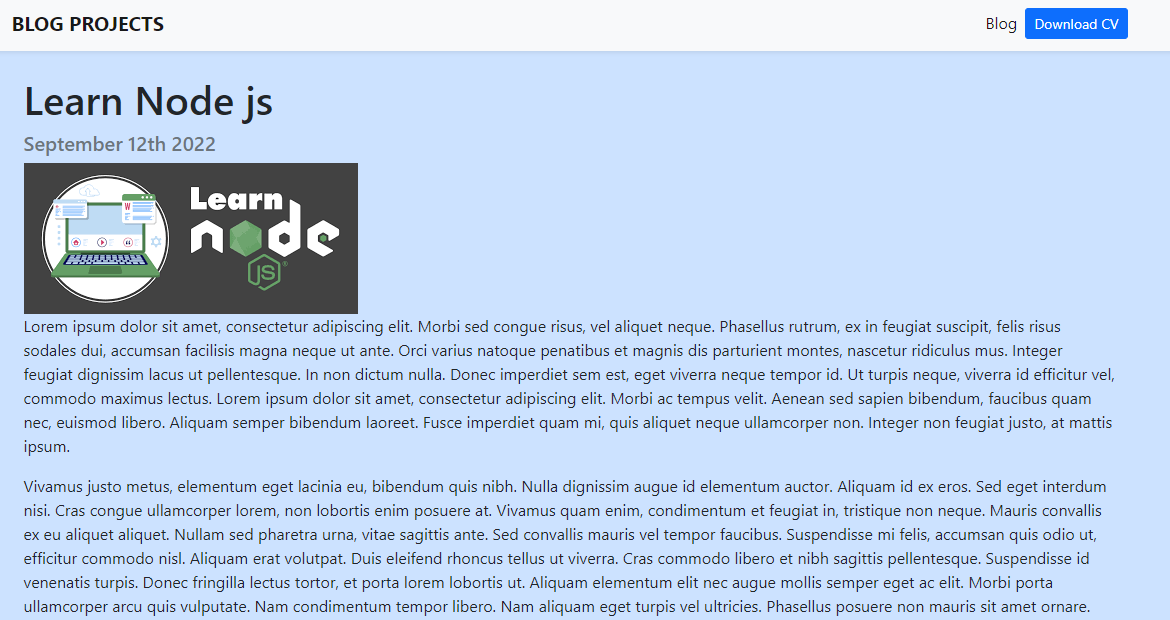 BLOG PROJECTS
Blog
Download CV
Learn Node js
September 12th 2022
Learn
node
JS
Lorem ipsum dolor sit amet, consectetur adipiscing elit. Morbi sed congue risus, vel aliquet neque. Phasellus rutrum, ex in feugiat suscipit, felis risus
sodales dui, accumsan facilisis magna neque ut ante. Orci varius natoque penatibus et magnis dis parturient montes, nascetur ridiculus mus. Integer
feugiat dignissim lacus ut pellentesque. In non dictum nulla. Donec imperdiet sem est, eget viverra neque tempor id. Ut turpis neque, viverra id efficitur vel,
commodo maximus lectus. Lorem ipsum dolor sit amet, consectetur adipiscing elit. Morbi ac tempus velit. Aenean sed sapien bibendum, faucibus quam
nec, euismod libero. Aliquam semper bibendum laoreet. Fusce imperdiet quam mi, quis aliquet neque ullamcorper non. Integer non feugiat justo, at mattis
ipsum.
Vivamus justo metus, elementum eget lacinia eu, bibendum quis nibh. Nulla dignissim augue id elementum auctor. Aliquam id ex eros. Sed eget interdum
nisi. Cras congue ullamcorper lorem, non lobortis enim posuere at. Vivamus quam enim, condimentum et feugiat in, tristique non neque. Mauris convallis
ex eu aliquet aliquet. Nullam sed pharetra urna, vitae sagittis ante. Sed convallis mauris vel tempor faucibus. Suspendisse mi felis, accumsan quis odio ut,
efficitur commodo nisl. Aliquam erat volutpat. Duis eleifend rhoncus tellus ut viverra. Cras commodo libero et nibh sagittis pellentesque. Suspendisse id
venenatis turpis. Donec fringilla lectus tortor, et porta lorem lobortis ut. Aliquam elementum elit nec augue mollis semper eget ac elit. Morbi porta
ullamcorper arcu quis vulputate. Nam condimentum tempor libero. Nam aliquam eget turpis vel ultricies. Phasellus posuere non mauris sit amet ornare.